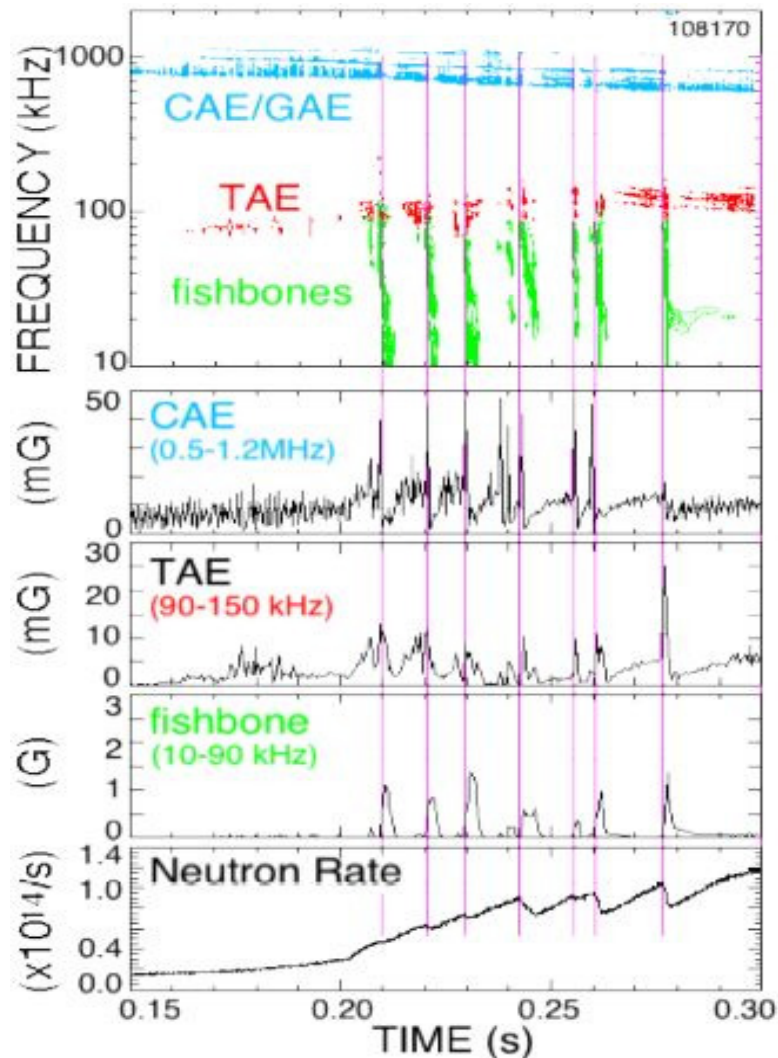 108170
FREQUENCY (kHz)
1000
100
10
CAE/GAE
TAE
fishbones
(mG)
50
0
CAE
(0.5-1.2MHz)
(mG)
30
20
10
0
TAE
(90-150 kHz)
(G)
3
2
1
0
fishbone
(10-90 kHz)
(x10¹⁴/s)
1.4
1.0
0.4
0.0
Neutron Rate
0.15
0.20
0.25
0.30
TIME (s)